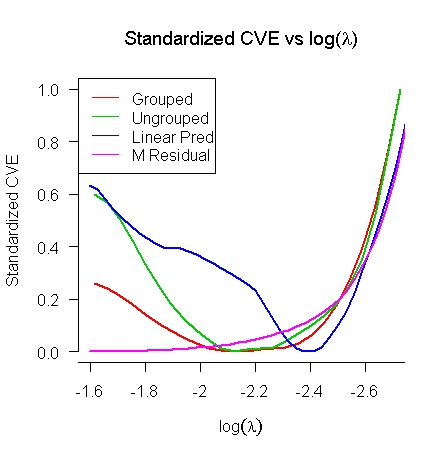 Standardized CVE vs log(λ)
Grouped
Ungrouped
Linear Pred
M Residual
Standardized CVE
1.0
0.8
0.6
0.4
0.2
0.0
-1.6 -1.8 -2 -2.2 -2.4 -2.6
log(λ)